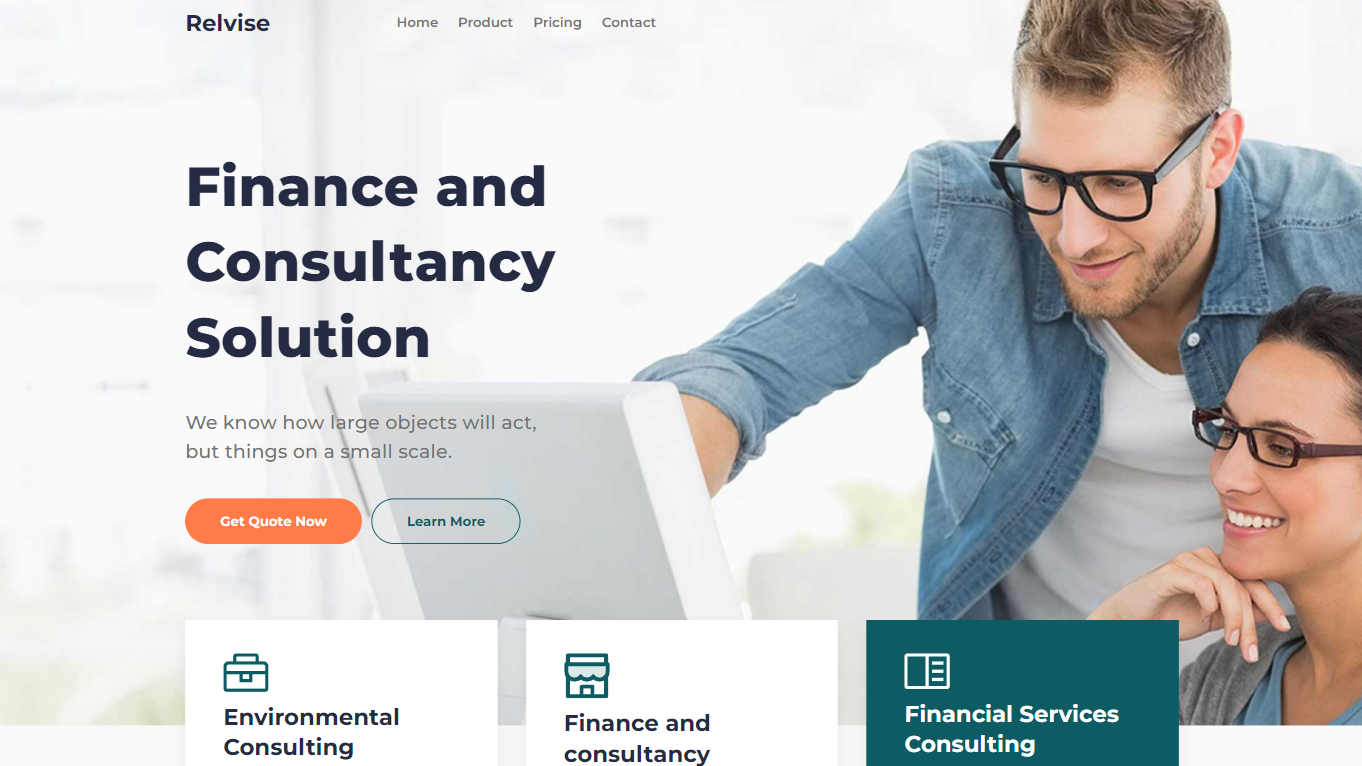 Relvise
Home Product Pricing Contact
Finance and
Consultancy
Solution
We know how large objects will act,
but things on a small scale.
Get Quote Now
Learn More
Environmental
Consulting
Finance and
consultancy
Financial Services
Consulting